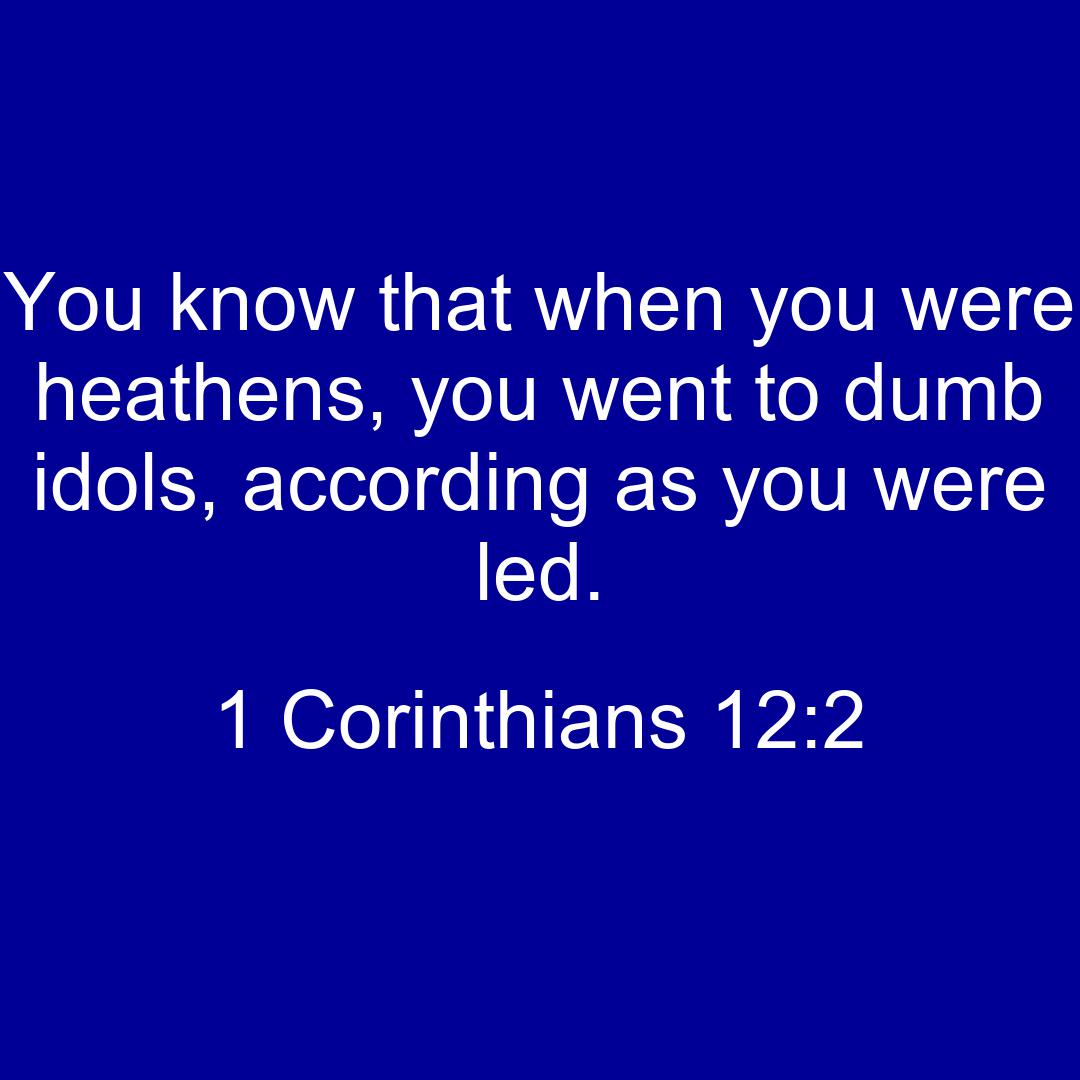 You know that when you were
heathens, you went to dumb
idols, according as you were
led.
1 Corinthians 12:2